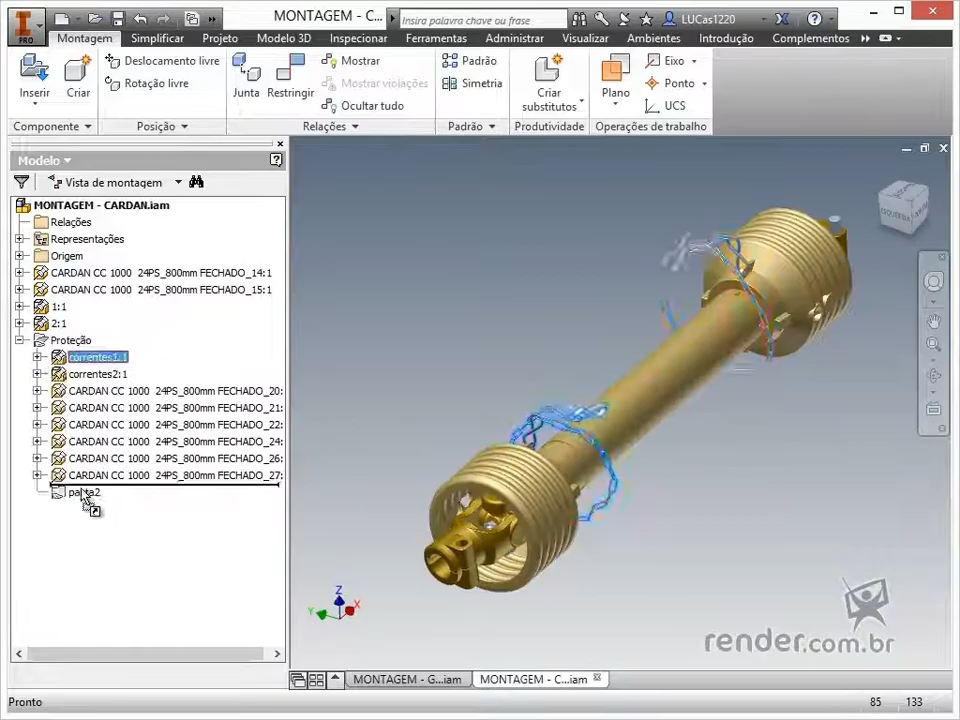 MONTAGEM - C...
Insira palavra chave ou frase
LUCas1220
PRO
Montagem
Simplificar
Projeto
Modelo 3D
Inspecionar
Ferramentas
Administrar
Visualizar
Ambientes
Introdução
Complementos
Inserir
Criar
Deslocamento livre
Rotação livre
Junta
Restringir
Mostrar
Mostrar violações
Ocultar tudo
Padrão
Simetria
Criar
substitutos
Plano
Eixo
Ponto
UCS
Componente
Posição
Relações
Padrão
Produtividade
Operações de trabalho
Modelo
Vista de montagem
MONTAGEM - CARDAN.iam
Relações
Representações
Origem
CARDAN CC 1000 24PS_800mm FECHADO_14:1
CARDAN CC 1000 24PS_800mm FECHADO_15:1
1:1
2:1
Proteção
correntes1:1
correntes2:1
CARDAN CC 1000 24PS_800mm FECHADO_20:
CARDAN CC 1000 24PS_800mm FECHADO_21:
CARDAN CC 1000 24PS_800mm FECHADO_22:
CARDAN CC 1000 24PS_800mm FECHADO_24:
CARDAN CC 1000 24PS_800mm FECHADO_26:
CARDAN CC 1000 24PS_800mm FECHADO_27:
pasta2
Z
Y
X
render.com.br
MONTAGEM - G...iam
MONTAGEM - C...iam
Pronto
85
133